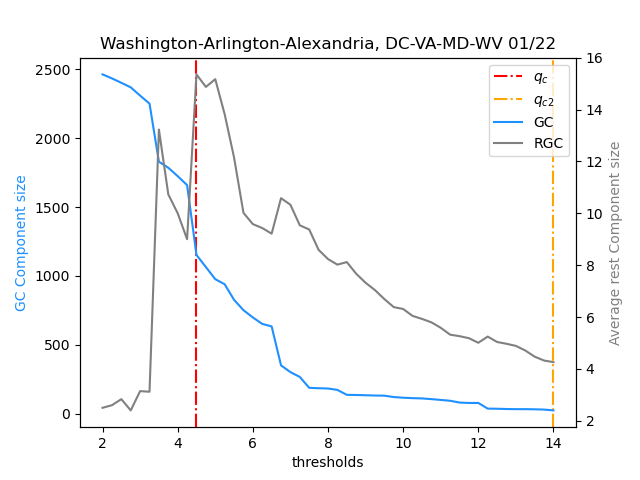 Washington-Arlington-Alexandria, DC-VA-MD-WV 01/22
GC Component size
2500
2000
1500
1000
500
0
2
4
6
8
10
12
14
thresholds
16
14
12
10
8
6
4
2
Average rest Component size
q_c
q_c2
GC
RGC